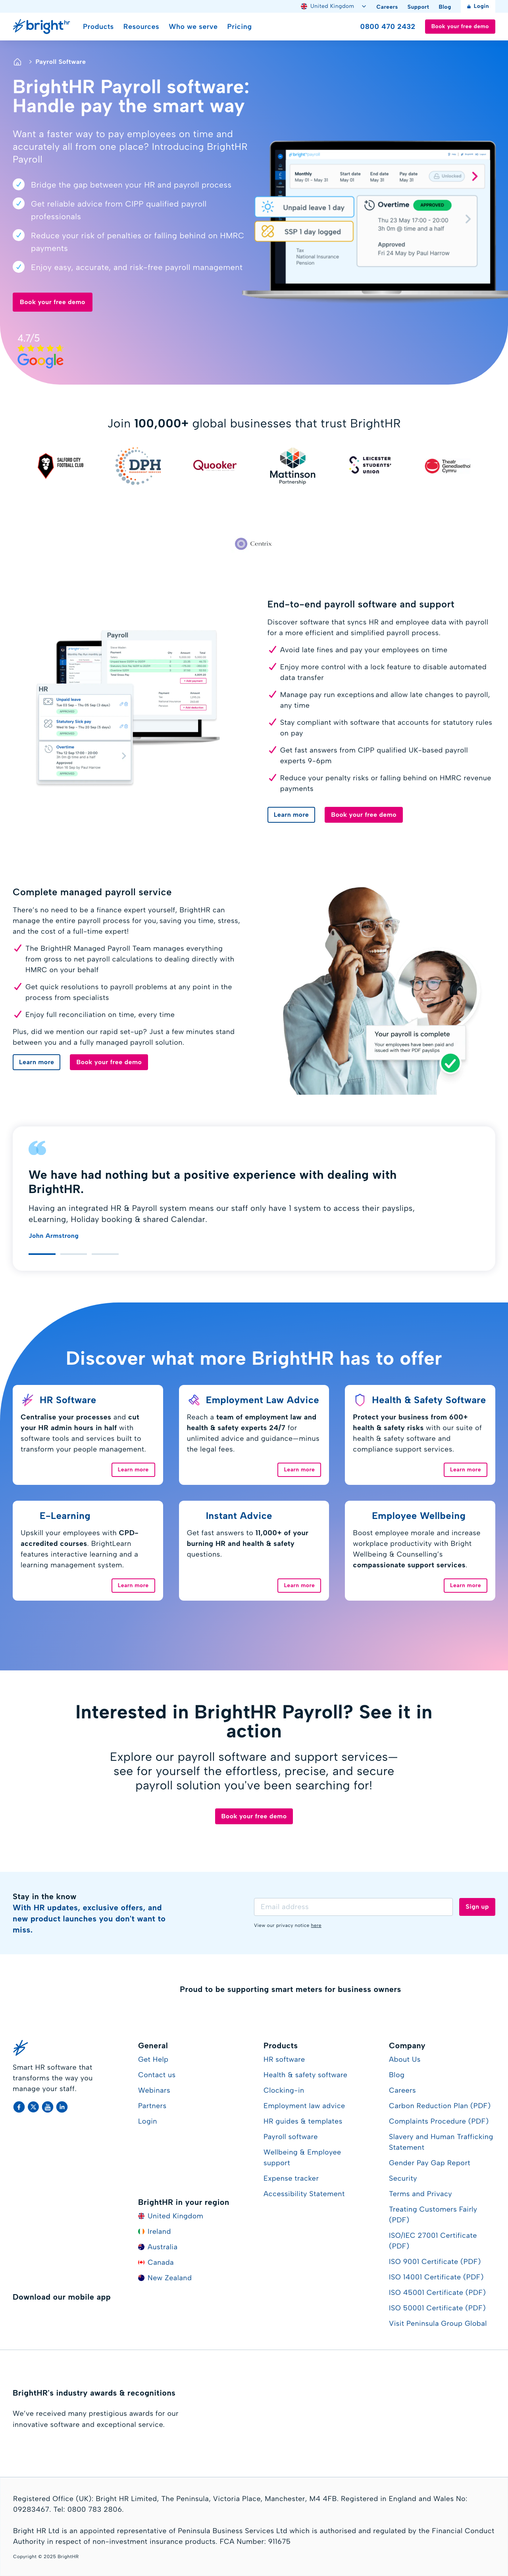 United Kingdom
Careers
Support
Blog
Login
brighthr
Products
Resources
Who we serve
Pricing
0800 470 2432
Book your free demo
Payroll Software
BrightHR Payroll software:
Handle pay the smart way
Want a faster way to pay employees on time and
accurately all from one place? Introducing BrightHR
Payroll
Bridge the gap between your HR and payroll process
Get reliable advice from CIPP qualified payroll
professionals
Reduce your risk of penalties or falling behind on HMRC
payments
Enjoy easy, accurate, and risk-free payroll management
Book your free demo
4.7/5
Google
Monthly
May 01 - May 31
Start date
May 01
End date
May 31
Pay day
May 31
Unlocked
Unpaid leave 1 day
SSP 1 day logged
Tax
National Insurance
Pension
Overtime
APPROVED
Thu 23 May 17:00 - 20:00
3h 0m @ time and a half
Approved
Fri 24 May by Paul Harrow
Join 100,000+ global businesses that trust BrightHR
SALFORD CITY
FOOTBALL CLUB
DPH
Quooker
Mattinson
Partnership
LEICESTER
STUDENTS'
UNION
Theatr
Genedlaethol
Cymru
Centrix
Payroll
HR
Unpaid leave
APPROVED
Statutory Sick pay
APPROVED
Overtime
APPROVED
End-to-end payroll software and support
Discover software that syncs HR and employee data with payroll
for a more efficient and simplified payroll process.
Avoid late fines and pay your employees on time
Enjoy more control with a lock feature to disable automated
data transfer
Manage pay run exceptions and allow late changes to payroll,
any time
Stay compliant with software that accounts for statutory rules
on pay
Get fast answers from CIPP qualified UK-based payroll
experts 9-6pm
Reduce your penalty risks or falling behind on HMRC revenue
payments
Learn more
Book your free demo
Complete managed payroll service
There's no need to be a finance expert yourself, BrightHR can
manage the entire payroll process for you, saving you time, stress,
and the cost of a full-time expert!
The BrightHR Managed Payroll Team manages everything
from gross to net payroll calculations to dealing directly with
HMRC on your behalf
Get quick resolutions to payroll problems at any point in the
process from specialists
Enjoy full reconciliation on time, every time
Plus, did we mention our rapid set-up? Just a few minutes stand
between you and a fully managed payroll solution.
Learn more
Book your free demo
Your payroll is complete
Your employees have been paid and
issued with their PDF payslips
We have had nothing but a positive experience with dealing with
BrightHR.
Having an integrated HR & Payroll system means our staff only have 1 system to access their payslips,
eLearning, Holiday booking & shared Calendar.
John Armstrong
Discover what more BrightHR has to offer
HR Software
Centralise your processes and cut
your HR admin hours in half with
software tools and services built to
transform your people management.
Learn more
Employment Law Advice
Reach a team of employment law and
health & safety experts 24/7 for
unlimited advice and guidance—minus
the legal fees.
Learn more
Health & Safety Software
Protect your business from 600+
health & safety risks with our suite of
health & safety software and
compliance support services.
Learn more
E-Learning
Upskill your employees with CPD-
accredited courses. BrightLearn
features interactive learning and a
learning management system.
Learn more
Instant Advice
Get fast answers to 11,000+ of your
burning HR and health & safety
questions.
Learn more
Employee Wellbeing
Boost employee morale and increase
workplace productivity with Bright
Wellbeing & Counselling's
compassionate support services.
Learn more
Interested in BrightHR Payroll? See it in
action
Explore our payroll software and support services—
see for yourself the effortless, precise, and secure
payroll solution you've been searching for!
Book your free demo
Stay in the know
With HR updates, exclusive offers, and
new product launches you don't want to
miss.
Email address
Sign up
View our privacy notice here
Proud to be supporting smart meters for business owners
Smart HR software that
transforms the way you
manage your staff.
General
Get Help
Contact us
Webinars
Partners
Login
BrightHR in your region
United Kingdom
Ireland
Australia
Canada
New Zealand
Products
HR software
Health & safety software
Clocking-in
Employment law advice
HR guides & templates
Payroll software
Wellbeing & Employee
support
Expense tracker
Accessibility Statement
Company
About Us
Blog
Careers
Carbon Reduction Plan (PDF)
Complaints Procedure (PDF)
Slavery and Human Trafficking
Statement
Gender Pay Gap Report
Security
Terms and Privacy
Treating Customers Fairly
(PDF)
ISO/IEC 27001 Certificate
(PDF)
ISO 9001 Certificate (PDF)
ISO 14001 Certificate (PDF)
ISO 45001 Certificate (PDF)
ISO 50001 Certificate (PDF)
Visit Peninsula Group Global
Download our mobile app
BrightHR's industry awards & recognitions
We've received many prestigious awards for our
innovative software and exceptional service.
Registered Office (UK): Bright HR Limited, The Peninsula, Victoria Place, Manchester, M4 4FB. Registered in England and Wales No:
09283467. Tel: 0800 783 2806.
Bright HR Ltd is an appointed representative of Peninsula Business Services Ltd which is authorised and regulated by the Financial Conduct
Authority in respect of non-investment insurance products. FCA Number: 911675
Copyright © 2025 BrightHR